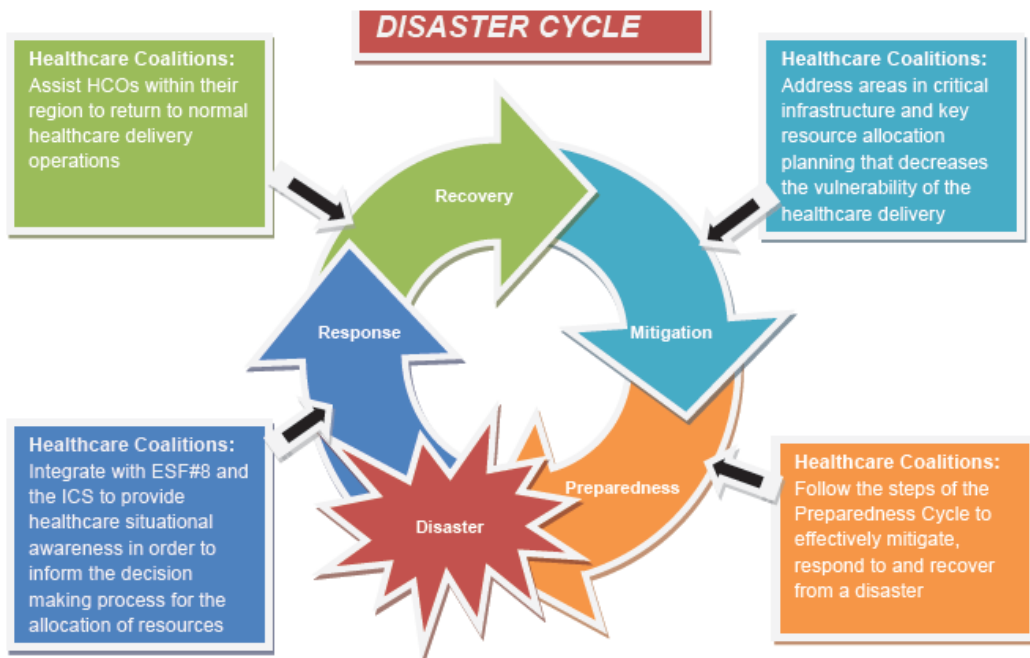 DISASTER CYCLE
Healthcare Coalitions:
Assist HCOs within their
region to return to normal
healthcare delivery
operations
Healthcare Coalitions:
Address areas in critical
infrastructure and key
resource allocation
planning that decreases
the vulnerability of the
healthcare delivery
Recovery
Response
Mitigation
Healthcare Coalitions:
Integrate with ESF#8 and
the ICS to provide
healthcare situational
awareness in order to
inform the decision
making process for the
allocation of resources
Disaster
Preparedness
Healthcare Coalitions:
Follow the steps of the
Preparedness Cycle to
effectively mitigate,
respond to and recover
from a disaster